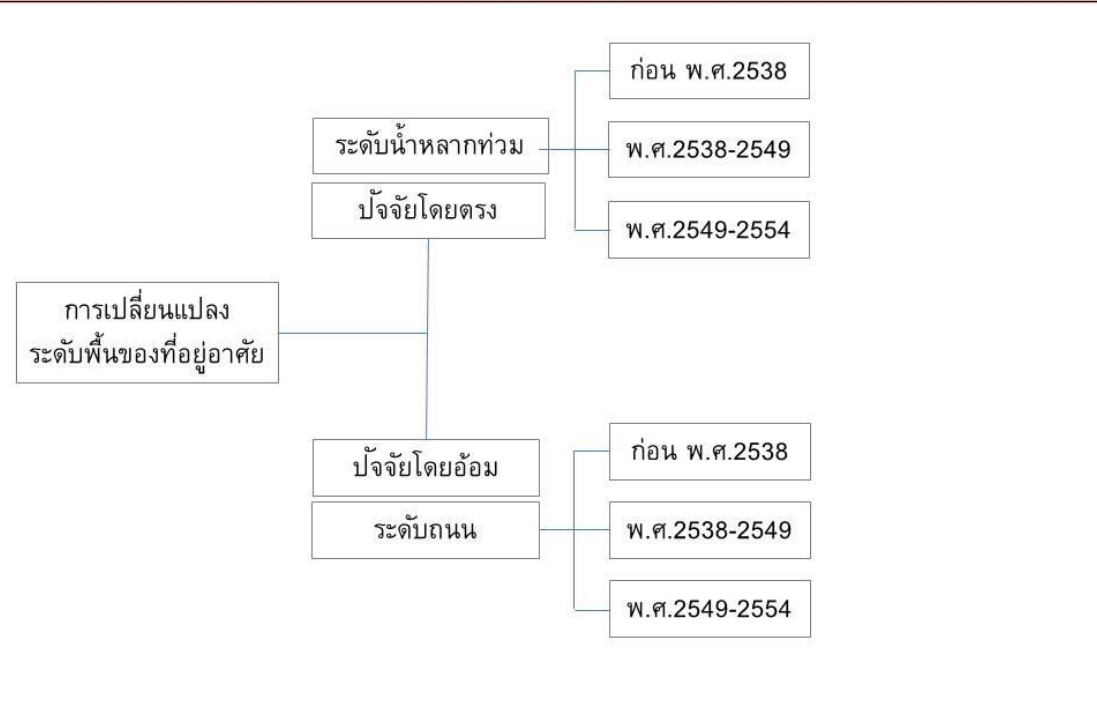 ก่อน พ.ศ.2538
ระดับน้ำหลากท่วม
พ.ศ.2538-2549
ปัจจัยโดยตรง
พ.ศ.2549-2554
การเปลี่ยนแปลง
ระดับพื้นของที่อยู่อาศัย
ปัจจัยโดยอ้อม
ก่อน พ.ศ.2538
ระดับถนน
พ.ศ.2538-2549
พ.ศ.2549-2554